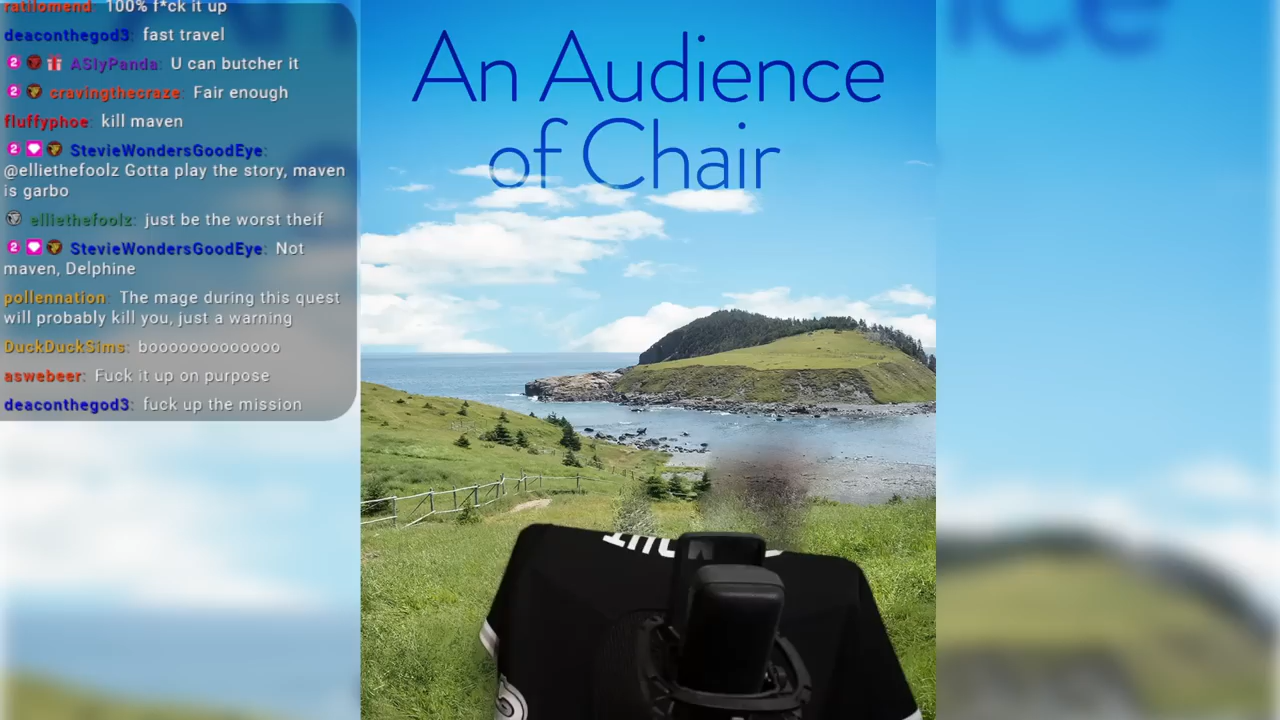 ratilomend: 100% f*ck it up
deaconthegod3: fast travel
ASlyPanda: U can butcher it
cravingthecraze: Fair enough
fluffyphoe: kill maven
StevieWondersGoodEye:
@elliethefoolz Gotta play the story, maven
is garbo
elliethefoolz: just be the worst theif
StevieWondersGoodEye: Not
maven, Delphine
pollennation: The mage during this quest
will probably kill you, just a warning
DuckDuckSims: booooooooooooo
aswebeer: Fuck it up on purpose
deaconthegod3: fuck up the mission
An Audience
of Chair